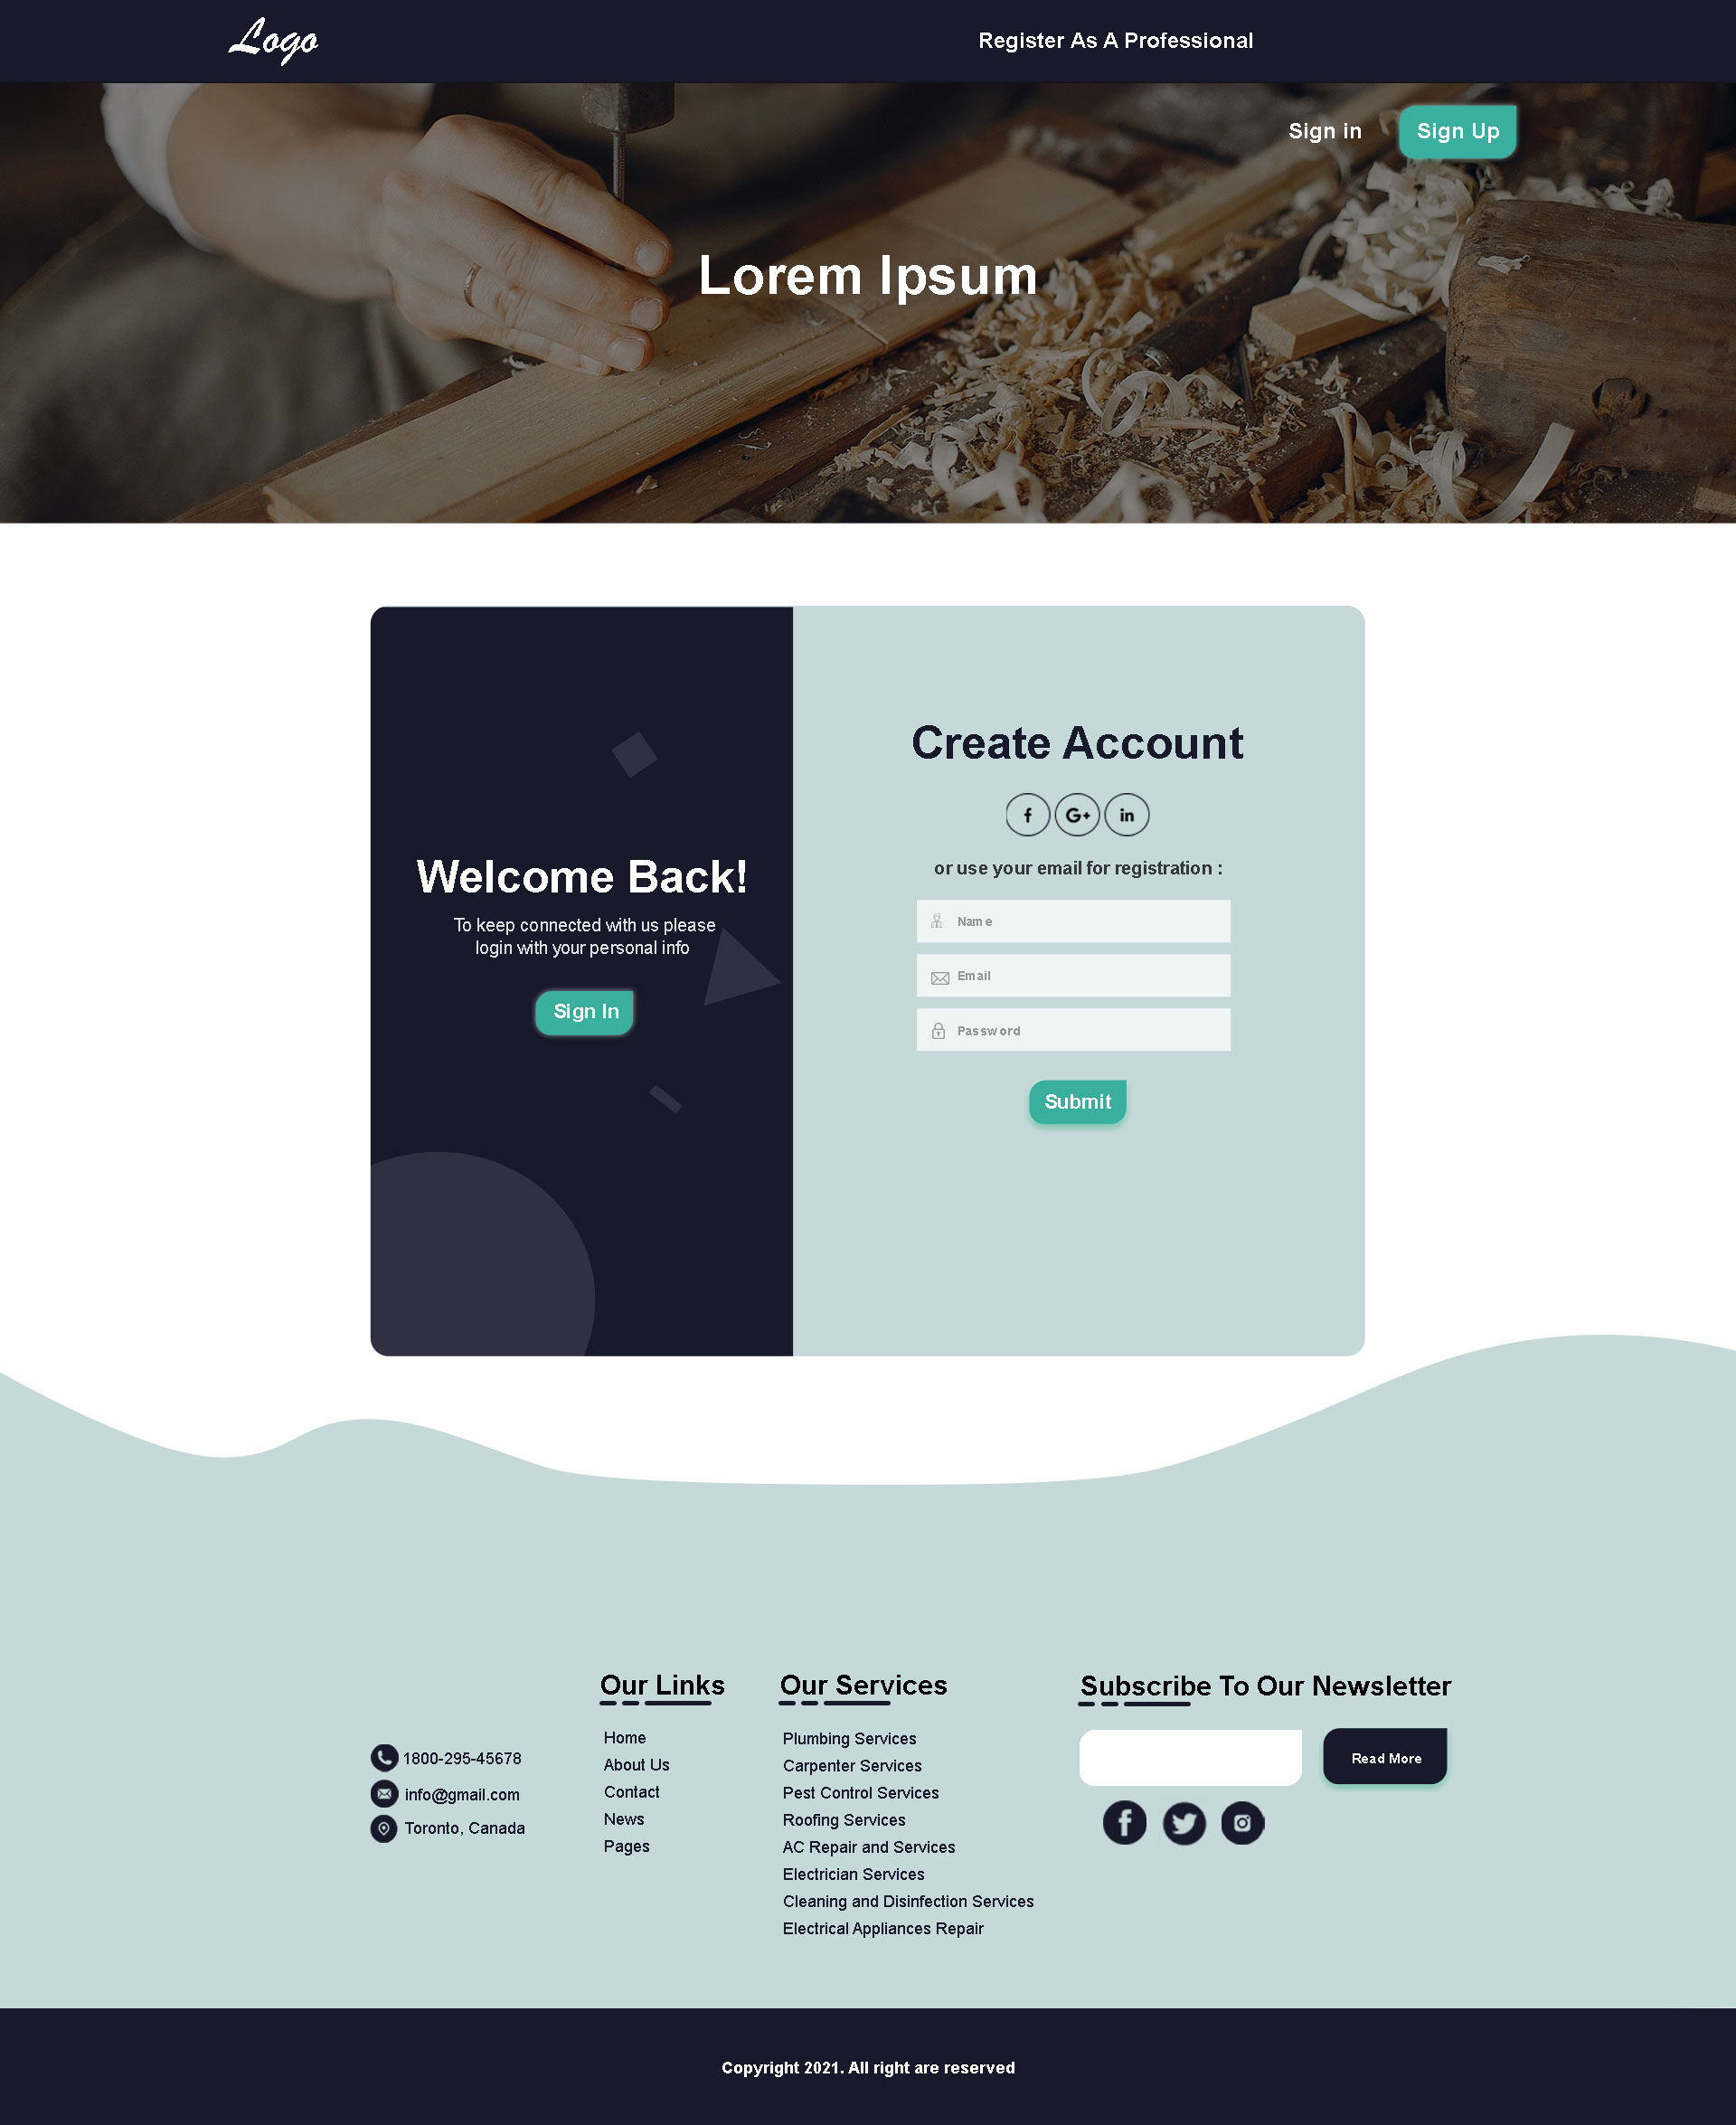 Logo
Register As A Professional
Sign in
Sign Up
Lorem Ipsum
Welcome Back!
To keep connected with us please
login with your personal info
Sign In
Create Account
f
G+
in
or use your email for registration :
Name
Email
Password
Submit
1800-295-45678
info@gmail.com
Toronto, Canada
Our Links
Home
About Us
Contact
News
Pages
Our Services
Plumbing Services
Carpenter Services
Pest Control Services
Roofing Services
AC Repair and Services
Electrician Services
Cleaning and Disinfection Services
Electrical Appliances Repair
Subscribe To Our Newsletter
Read More
f
Copyright 2021. All right are reserved